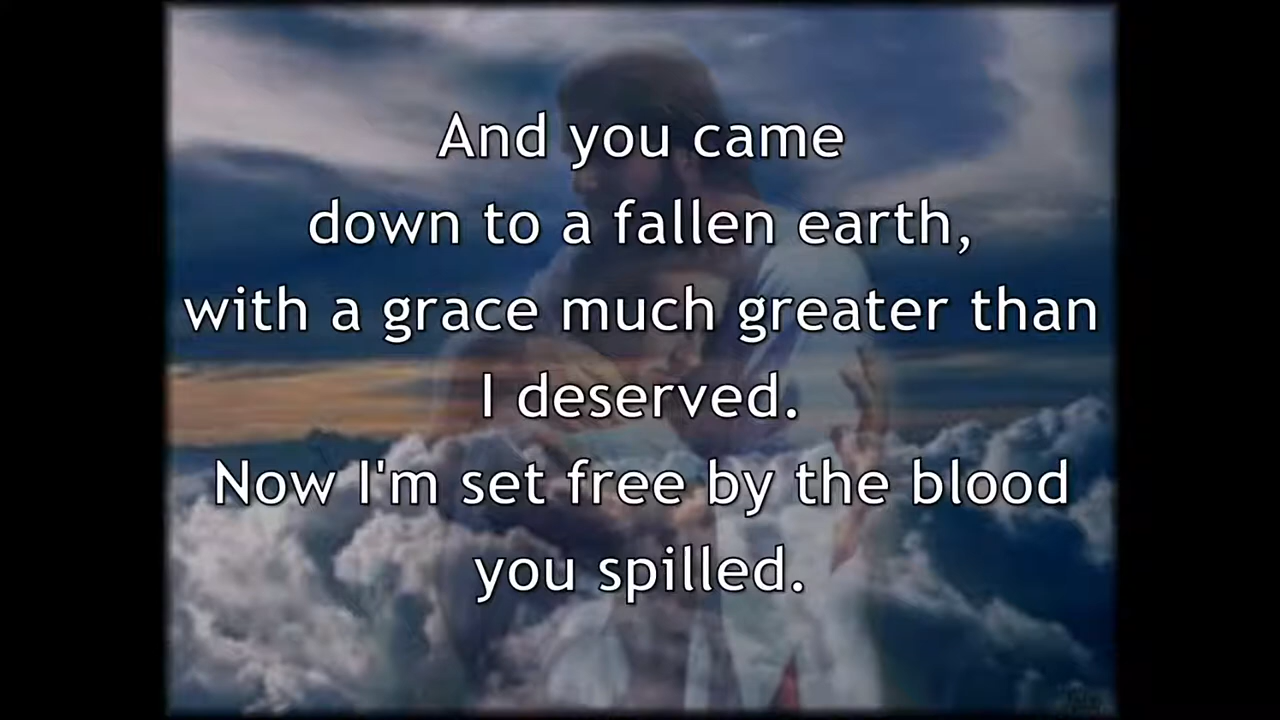 And you came
down to a fallen earth,
with a grace much greater than
I deserved.
Now I'm set free by the blood
you spilled.